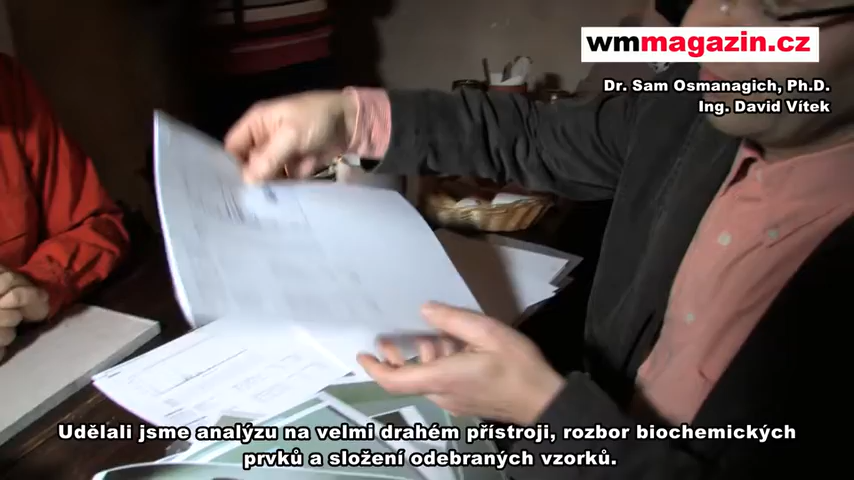 wmmagazin.cz
Dr. Sam Osmanagich, Ph.D.
Ing. David Vítek
Udělali jsme analýzu na velmi drahém přístroji, rozbor biochemických
prvků a složení odebraných vzorků.